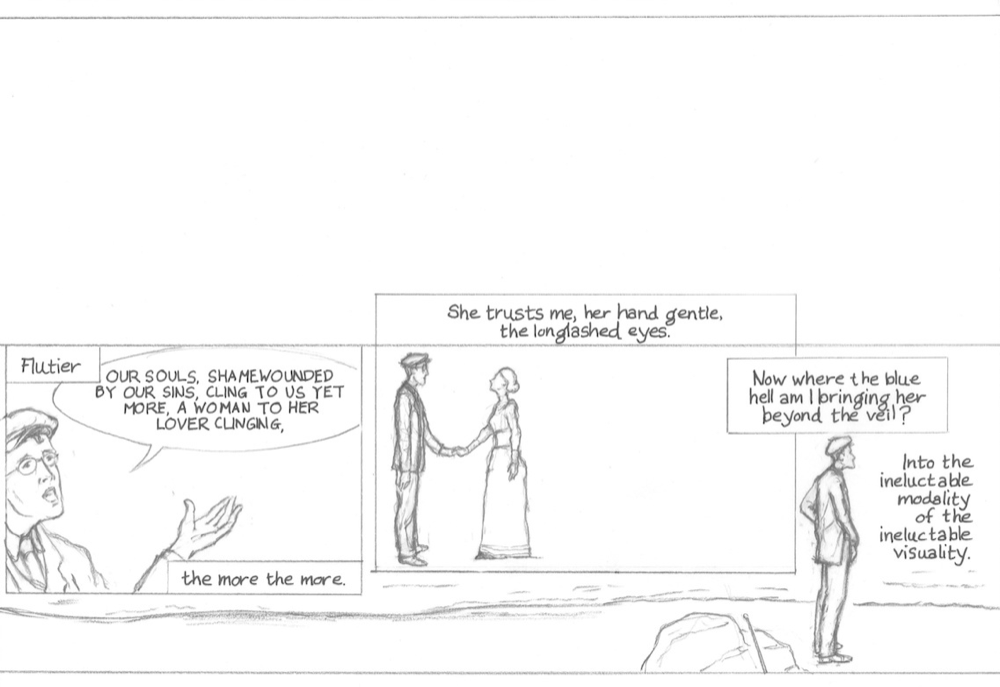 Flutier
OUR SOULS, SHAMEWOUNDED
BY OUR SINS, CLING TO US YET
MORE, A WOMAN TO HER
LOVER CLINGING,
the more the more.
She trusts me, her hand gentle,
the longlashed eyes.
Now where the blue
hell am I bringing her
beyond the veil?
Into the
ineluctable
modality
of the
ineluctable
visuality.